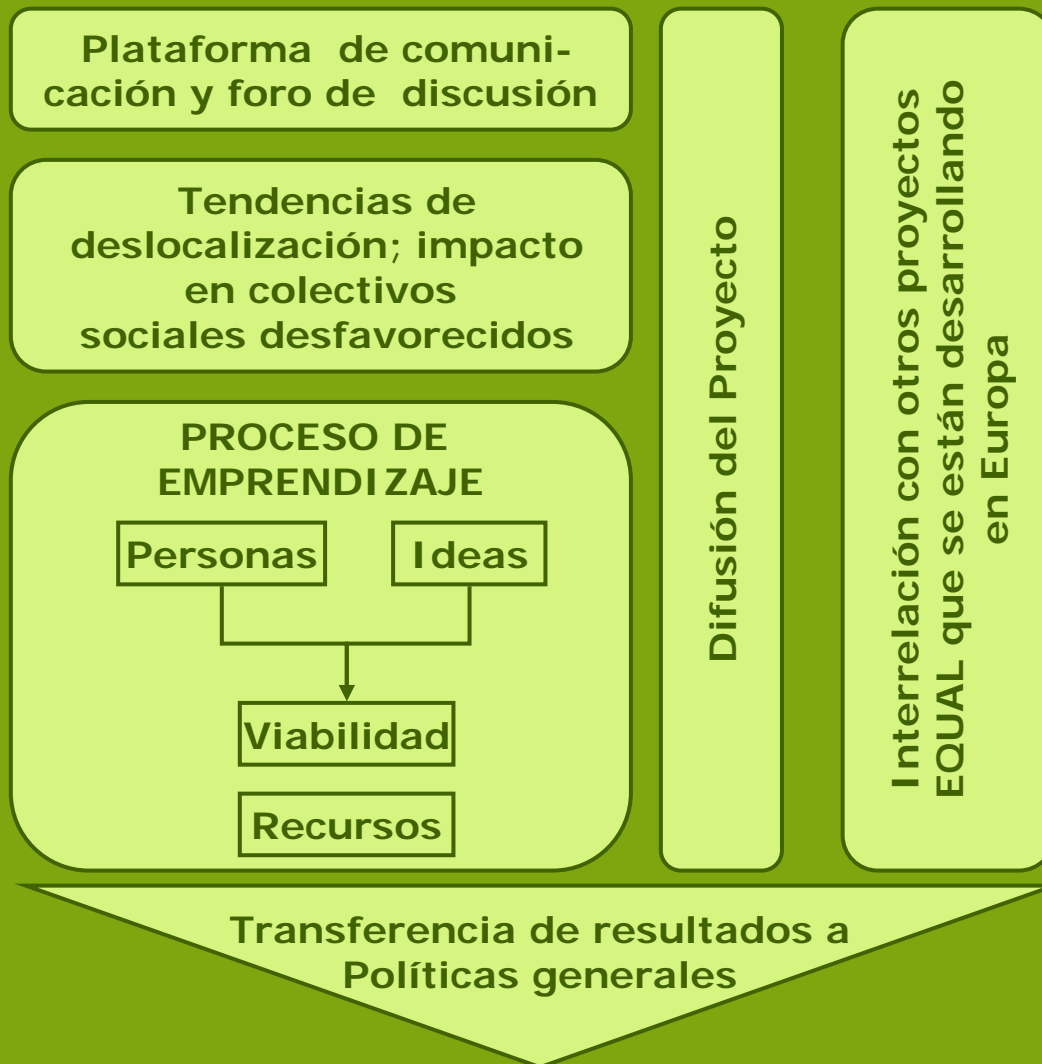 Plataforma de comuni-
cación y foro de discusión
Tendencias de
deslocalización; impacto
en colectivos
sociales desfavorecidos
PROCESO DE
EMPRENDIZAJE
Personas
Ideas
Viabilidad
Recursos
Difusión del Proyecto
Interrelación con otros proyectos
EQUAL que se están desarrollando
en Europa
Transferencia de resultados a
Políticas generales